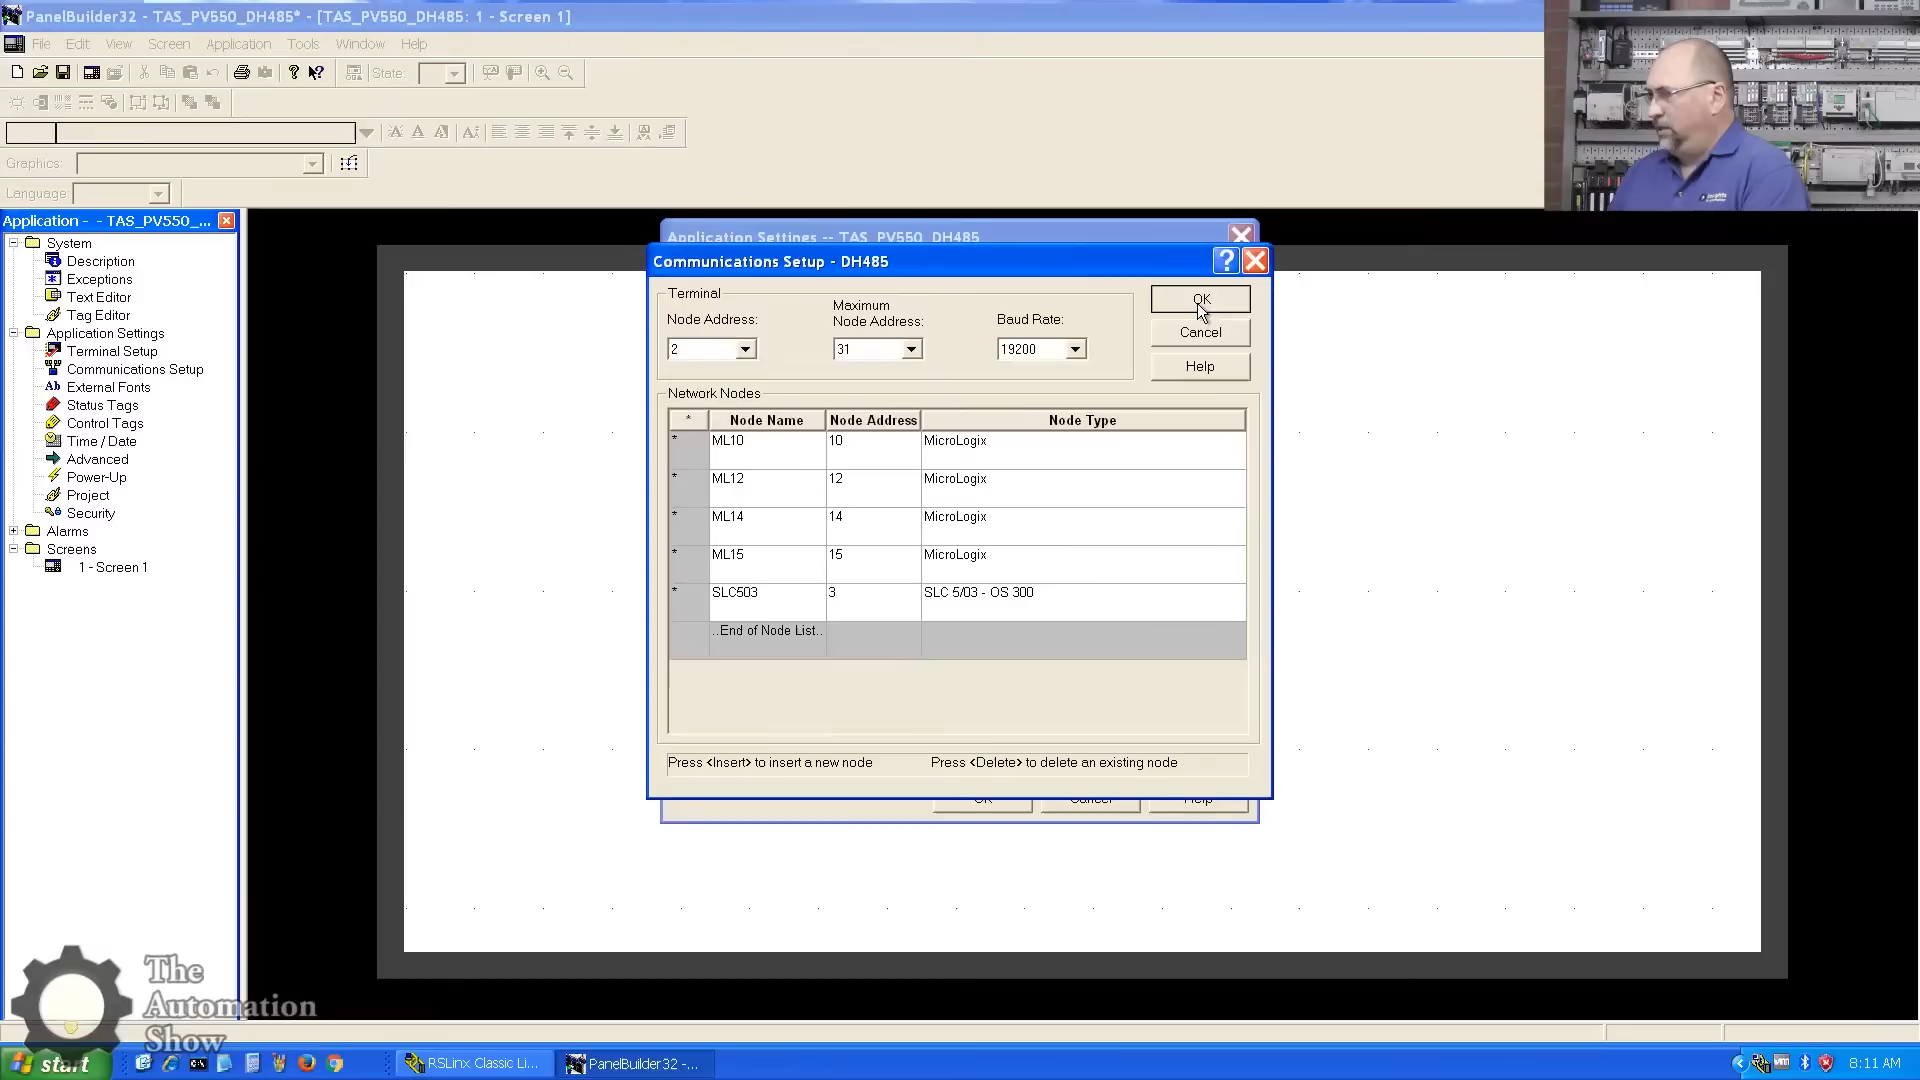 PanelBuilder32 - TAS_PV550_DH485* - [TAS_PV550_DH485: 1 - Screen 1]
File Edit View Screen Application Tools Window Help
State:
Graphics:
Language:
Application - - TAS_PV550_...
System
Description
Exceptions
Text Editor
Tag Editor
Application Settings
Terminal Setup
Communications Setup
External Fonts
Status Tags
Control Tags
Time / Date
Advanced
Power-Up
Project
Security
Alarms
Screens
1 - Screen 1
Application Settings -- TAS_PV550_DH485
Communications Setup - DH485
Terminal
Node Address:
Maximum
Node Address:
Baud Rate:
2
31
19200
OK
Cancel
Help
Network Nodes
* Node Name Node Address Node Type
* ML10 10 MicroLogix
* ML12 12 MicroLogix
* ML14 14 MicroLogix
* ML15 15 MicroLogix
* SLC503 3 SLC 5/03 - OS 300
..End of Node List..
Press <Insert> to insert a new node Press <Delete> to delete an existing node
OK Cancel Help
The
Automation
Show
start
RSLinx Classic Li...
PanelBuilder32 -...
8:11 AM